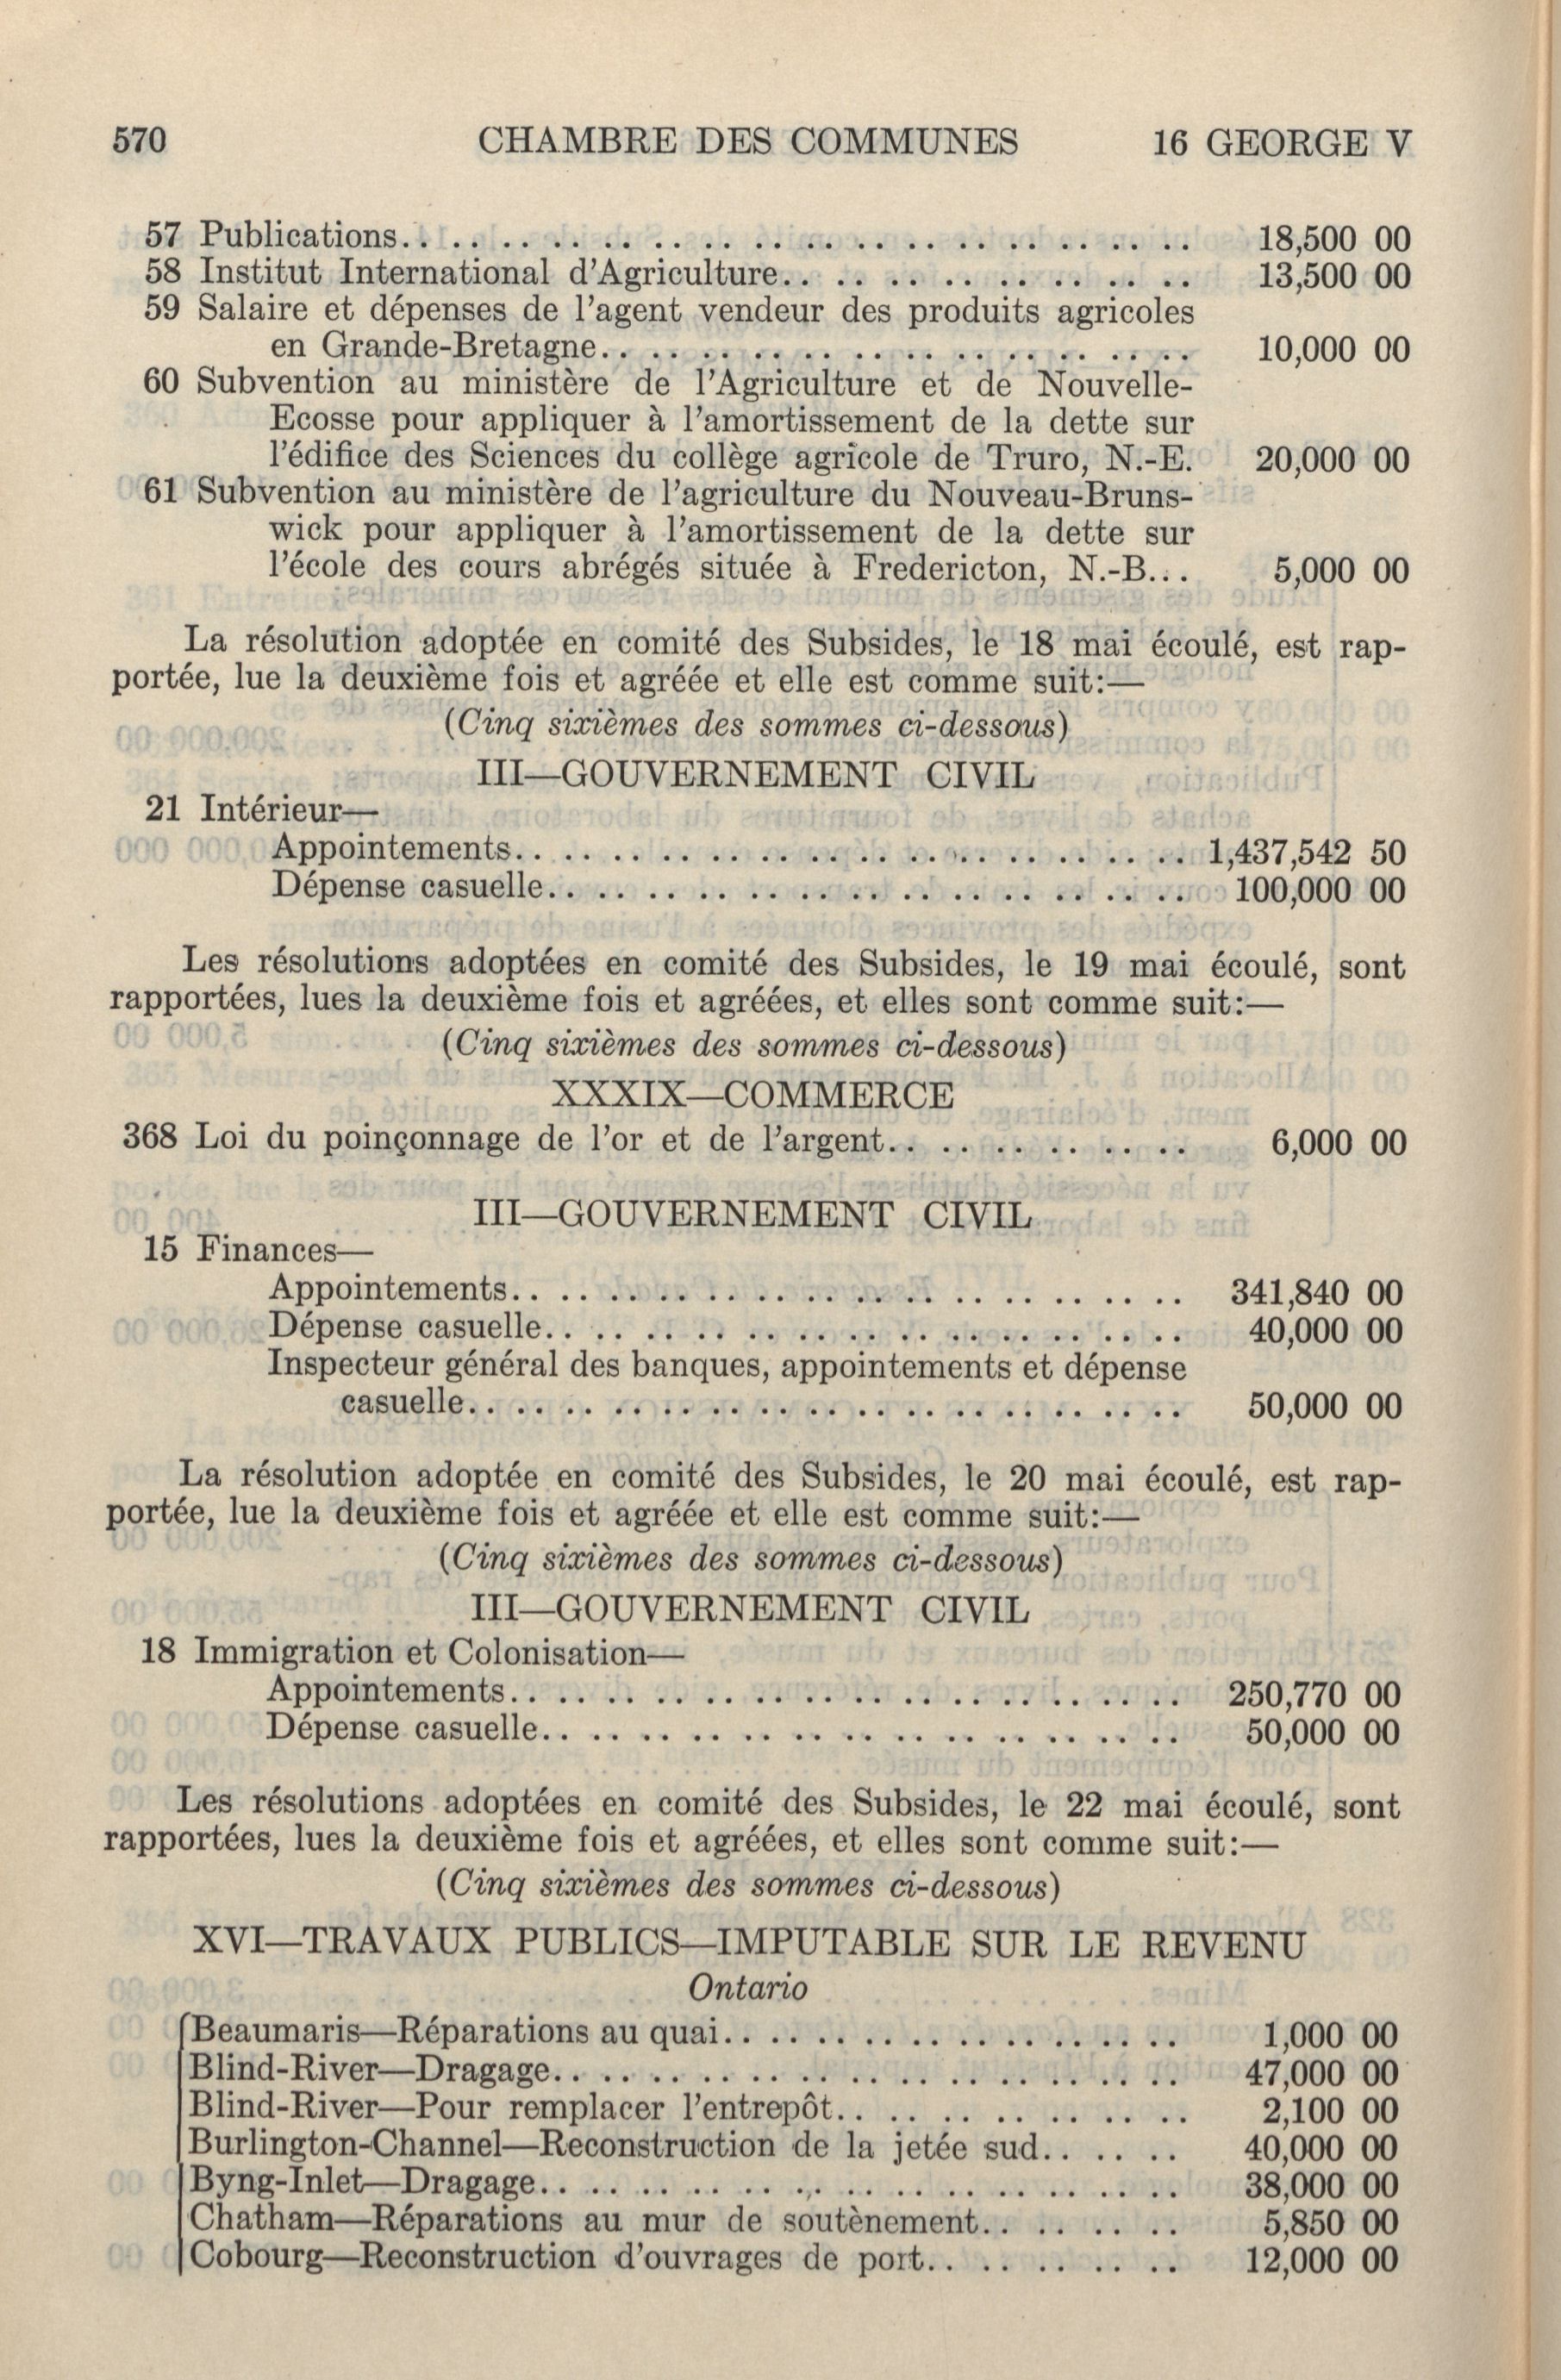 570 CHAMBRE DES COMMUNES 16 GEORGE V
57 Publications.. .. .. .. .. .. .. .. .. .. .. .. .. .. .. .. 18,500 00
58 Institut International d'Agriculture.. .. .. .. .. .. .. .. 13,500 00
59 Salaire et dépenses de l'agent vendeur des produits agricoles
en Grande-Bretagne.. .. .. .. .. .. .. .. .. .. .. .. 10,000 00
60 Subvention au ministère de l'Agriculture et de Nouvelle-
Ecosse pour appliquer à l'amortissement de la dette sur
l'édifice des Sciences du collège agricole de Truro, N.-E. 20,000 00
61 Subvention au ministère de l'agriculture du Nouveau-Bruns-
wick pour appliquer à l'amortissement de la dette sur
l'école des cours abrégés située à Fredericton, N.-B... 5,000 00
La résolution adoptée en comité des Subsides, le 18 mai écoulé, est rap-
portée, lue la deuxième fois et agréée et elle est comme suit:—
(Cinq sixièmes des sommes ci-dessous)
III—GOUVERNEMENT CIVIL
21 Intérieur—
Appointements.. .. .. .. .. .. .. .. .. .. .. .. .. .. 1,437,542 50
Dépense casuelle.. .. .. .. .. .. .. .. .. .. .. .. .. 100,000 00
Les résolutions adoptées en comité des Subsides, le 19 mai écoulé, sont
rapportées, lues la deuxième fois et agréées, et elles sont comme suit:—
(Cinq sixièmes des sommes ci-dessous)
XXXIX—COMMERCE
368 Loi du poinçonnage de l'or et de l'argent.. .. .. .. .. .. 6,000 00
III—GOUVERNEMENT CIVIL
15 Finances—
Appointements.. .. .. .. .. .. .. .. .. .. .. .. .. .. 341,840 00
Dépense casuelle.. .. .. .. .. .. .. .. .. .. .. .. .. 40,000 00
Inspecteur général des banques, appointements et dépense
casuelle.. .. .. .. .. .. .. .. .. .. .. .. .. .. .. 50,000 00
La résolution adoptée en comité des Subsides, le 20 mai écoulé, est rap-
portée, lue la deuxième fois et agréée et elle est comme suit:—
(Cinq sixièmes des sommes ci-dessous)
III—GOUVERNEMENT CIVIL
18 Immigration et Colonisation—
Appointements.. .. .. .. .. .. .. .. .. .. .. .. .. .. 250,770 00
Dépense casuelle.. .. .. .. .. .. .. .. .. .. .. .. .. 50,000 00
Les résolutions adoptées en comité des Subsides, le 22 mai écoulé, sont
rapportées, lues la deuxième fois et agréées, et elles sont comme suit:—
(Cinq sixièmes des sommes ci-dessous)
XVI—TRAVAUX PUBLICS—IMPUTABLE SUR LE REVENU
Ontario
Beaumaris—Réparations au quai.. .. .. .. .. .. .. .. .. .. 1,000 00
Blind-River—Dragage.. .. .. .. .. .. .. .. .. .. .. .. .. 47,000 00
Blind-River—Pour remplacer l'entrepôt.. .. .. .. .. .. .. 2,100 00
Burlington-Channel—Reconstruction de la jetée sud.. .. .. 40,000 00
Byng-Inlet—Dragage.. .. .. .. .. .. .. .. .. .. .. .. .. 38,000 00
Chatham—Réparations au mur de soutènement.. .. .. .. 5,850 00
Cobourg—Reconstruction d'ouvrages de port.. .. .. .. .. 12,000 00